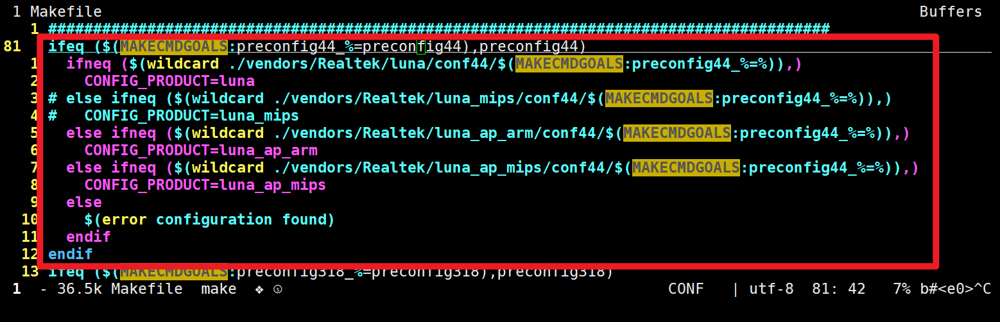 1 Makefile Buffers
1 #######################################################################################
81 ifeq ($(MAKECMDGOALS:preconfig44_%=preconfig44),preconfig44)
1 ifneq ($(wildcard ./vendors/Realtek/luna/conf44/$(MAKECMDGOALS:preconfig44_%=%)),)
2 CONFIG_PRODUCT=luna
3 # else ifneq ($(wildcard ./vendors/Realtek/luna_mips/conf44/$(MAKECMDGOALS:preconfig44_%=%)),)
4 # CONFIG_PRODUCT=luna_mips
5 else ifneq ($(wildcard ./vendors/Realtek/luna_ap_arm/conf44/$(MAKECMDGOALS:preconfig44_%=%)),)
6 CONFIG_PRODUCT=luna_ap_arm
7 else ifneq ($(wildcard ./vendors/Realtek/luna_ap_mips/conf44/$(MAKECMDGOALS:preconfig44_%=%)),)
8 CONFIG_PRODUCT=luna_ap_mips
9 else
10 $(error configuration found)
11 endif
12 endif
13 ifeq ($(MAKECMDGOALS:preconfig318_%=preconfig318),preconfig318)
1 - 36.5k Makefile make ❖ ⓢ CONF | utf-8 81: 42 7% b#<e0>^C